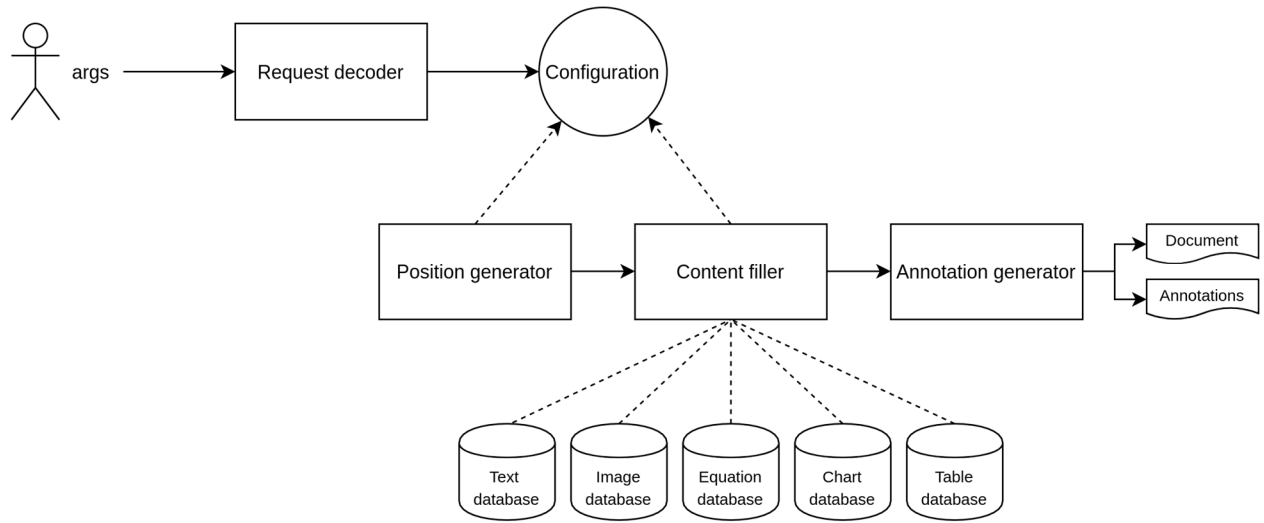 args
Request decoder
Configuration
Position generator
Content filler
Annotation generator
Document
Annotations
Text
database
Image
database
Equation
database
Chart
database
Table
database